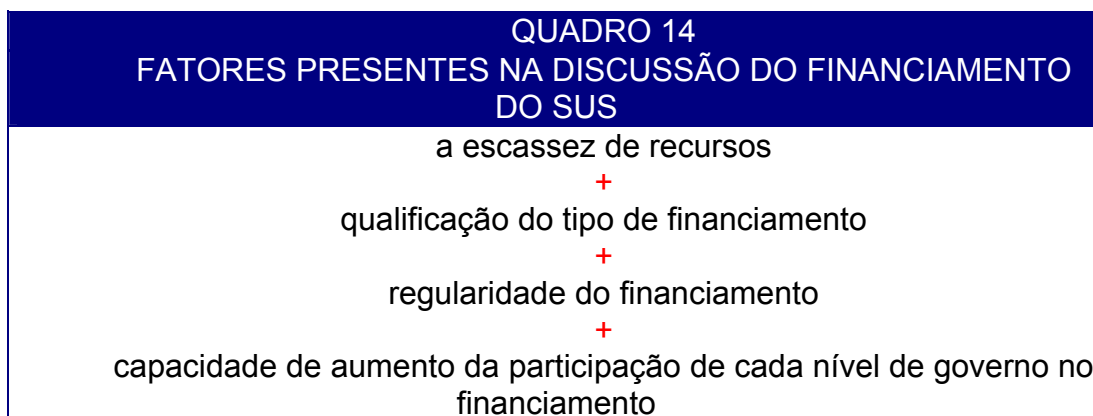 QUADRO 14
FATORES PRESENTES NA DISCUSSÃO DO FINANCIAMENTO
DO SUS
a escassez de recursos
+
qualificação do tipo de financiamento
+
regularidade do financiamento
+
capacidade de aumento da participação de cada nível de governo no
financiamento